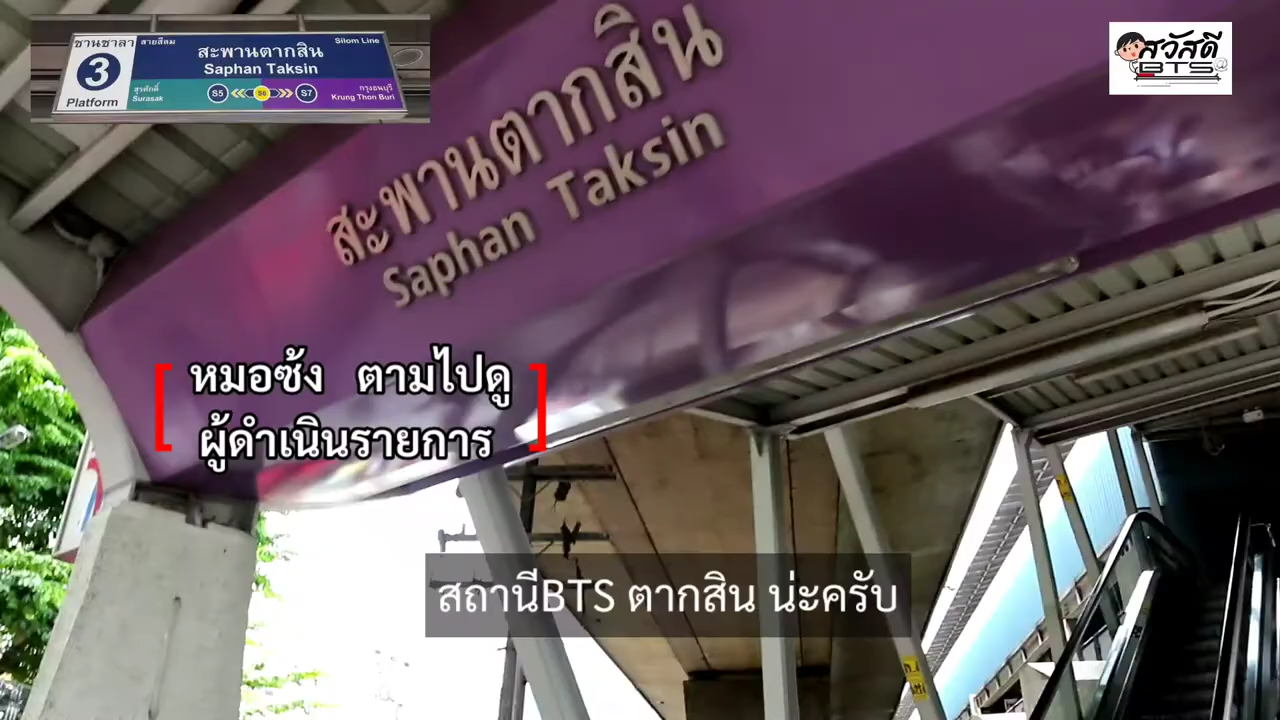 ชานชาลา
3
Platform
สายสีลม
สะพานตากสิน
Silom Line
Saphan Taksin
สุรศักดิ์
Surasak
S5
S6
S7
กรุงธนบุรี
Krung Thon Buri
สวัสดี
BTS
สะพานตากสิน
Saphan Taksin
หมอซ้ง ตามไปดู
ผู้ดำเนินรายการ
สถานีBTS ตากสิน น่ะครับ